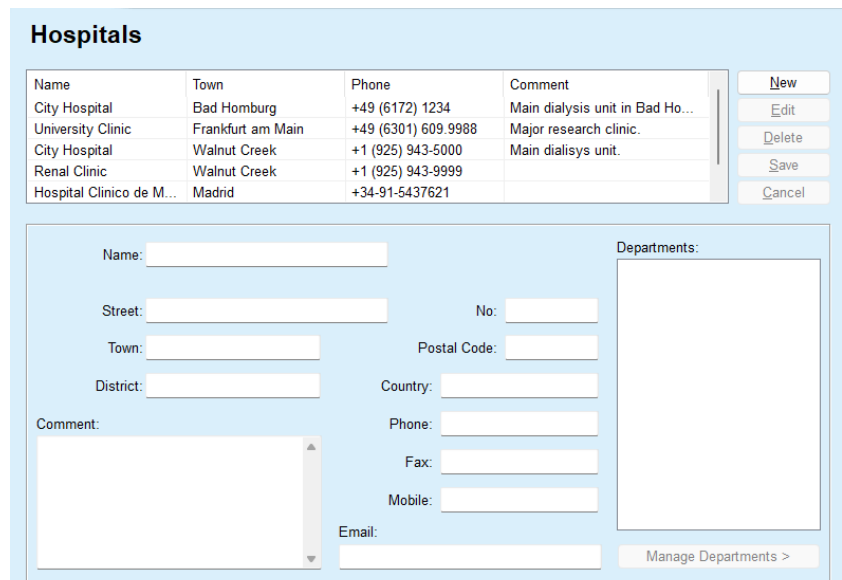 Hospitals
Name Town Phone Comment
City Hospital Bad Homburg +49 (6172) 1234 Main dialysis unit in Bad Ho...
University Clinic Frankfurt am Main +49 (6301) 609.9988 Major research clinic.
City Hospital Walnut Creek +1 (925) 943-5000 Main dialisys unit.
Renal Clinic Walnut Creek +1 (925) 943-9999
Hospital Clinico de M... Madrid +34-91-5437621
New
Edit
Delete
Save
Cancel
Name:
Departments:
Street: No:
Town: Postal Code:
District: Country:
Comment: Phone:
Fax:
Mobile:
Email:
Manage Departments >